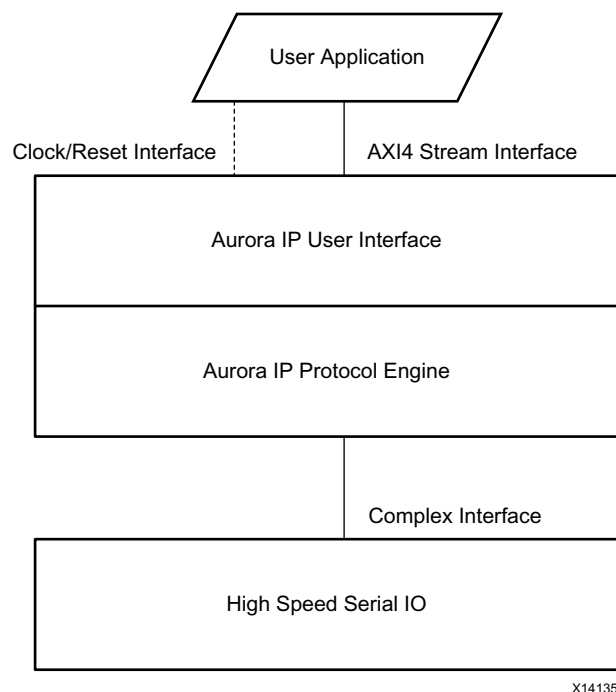 User Application
Clock/Reset Interface
AXI4 Stream Interface
Aurora IP User Interface
Aurora IP Protocol Engine
Complex Interface
High Speed Serial IO
X14135